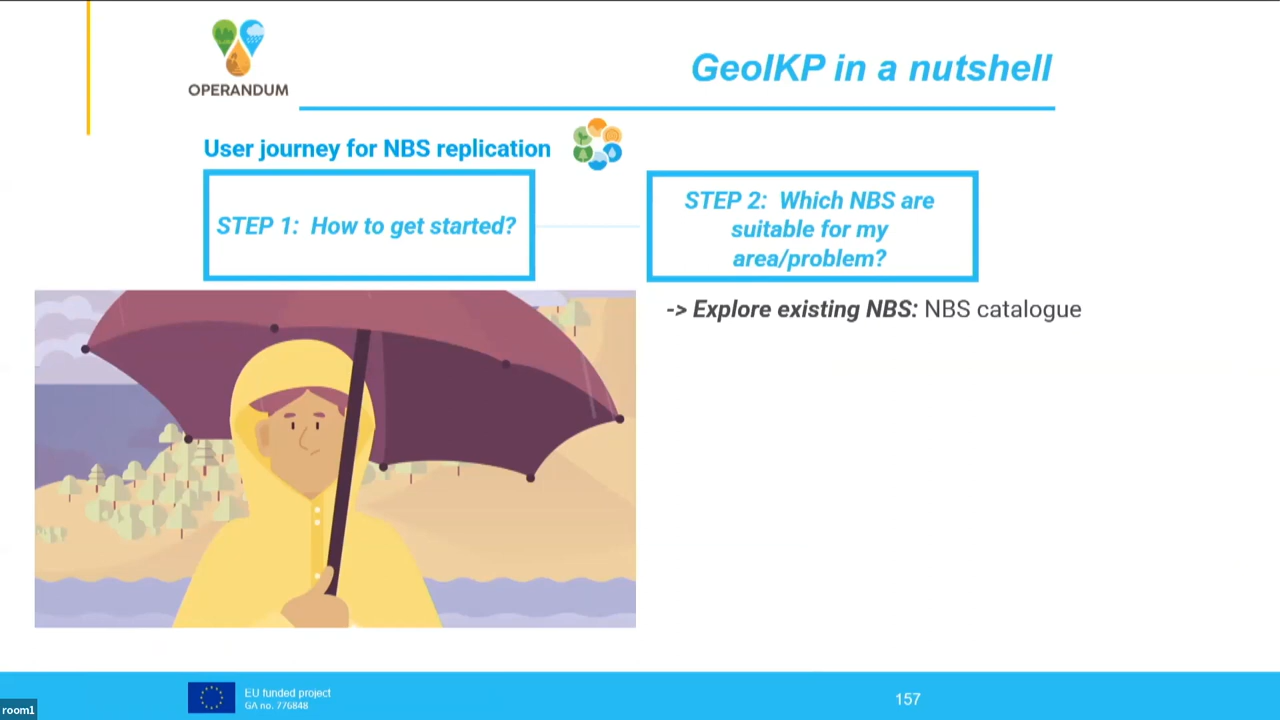 OPERANDUM
GeoIKP in a nutshell
User journey for NBS replication
STEP 1: How to get started?
STEP 2: Which NBS are
suitable for my
area/problem?
-> Explore existing NBS: NBS catalogue
EU funded project
GA no. 776848
157
room1